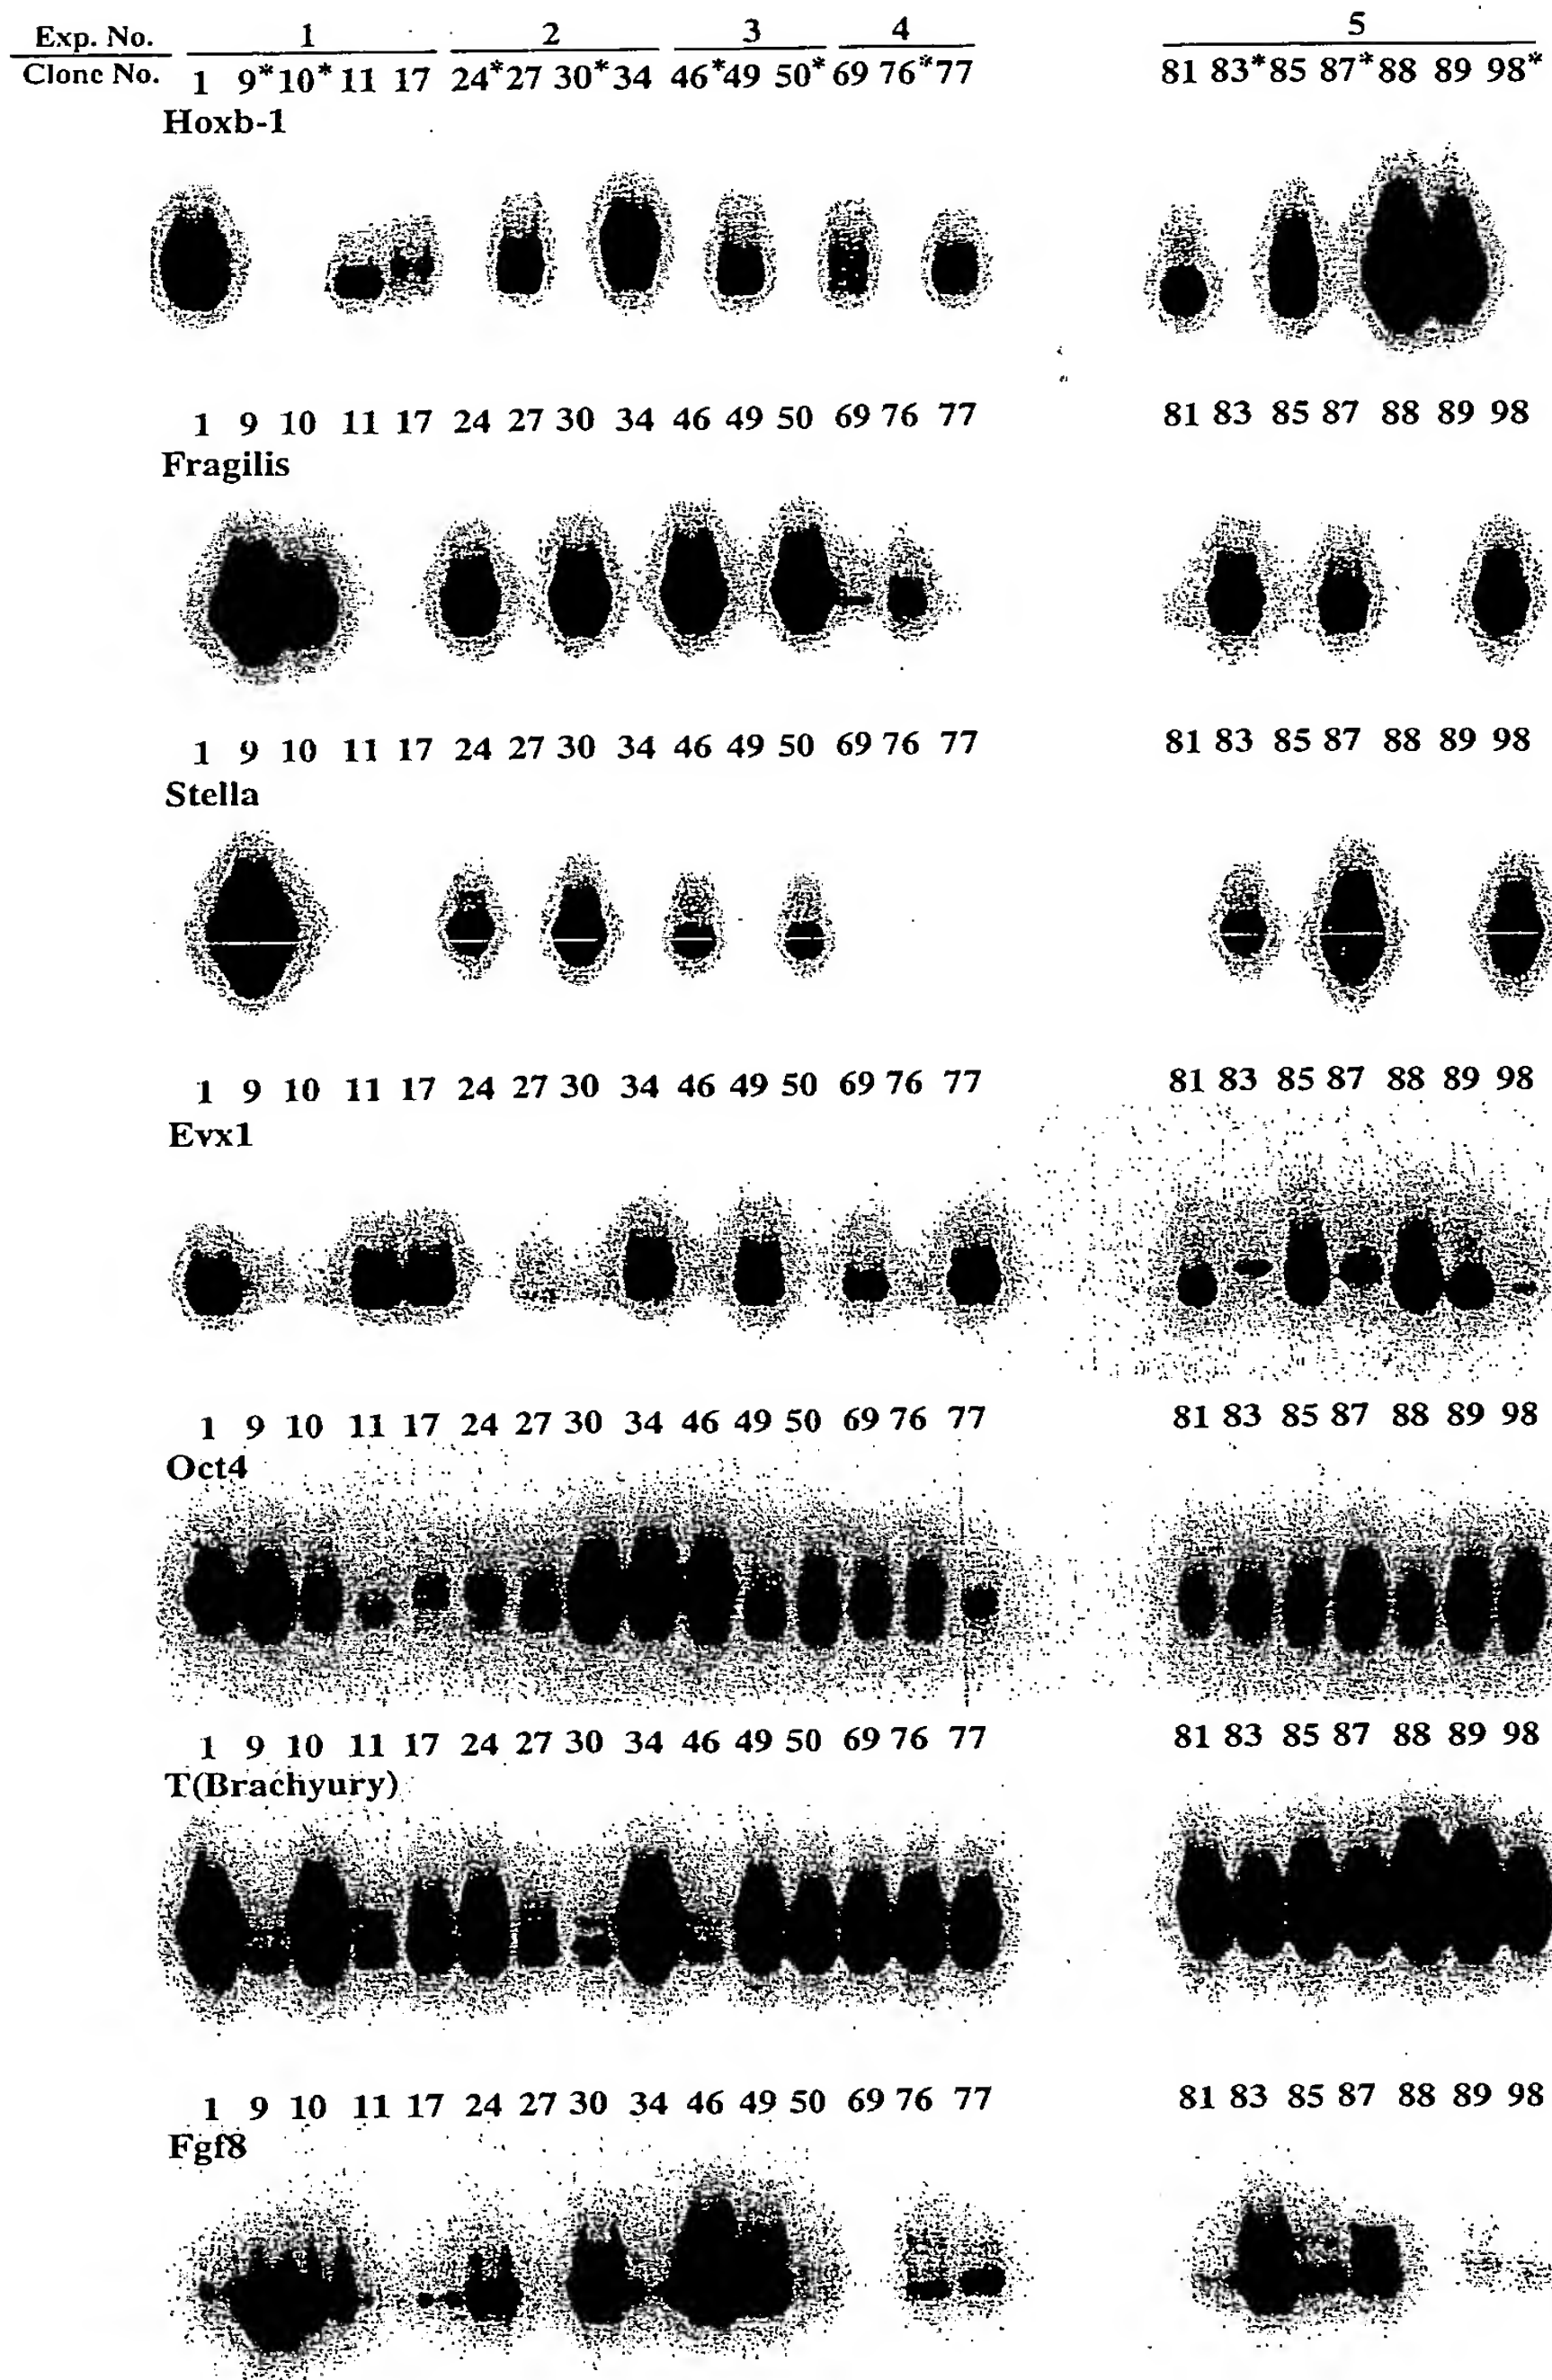 Exp. No. 1 2 3 4 5
Clone No. 1 9* 10* 11 17 24* 27 30* 34 46* 49 50* 69 76* 77 81 83* 85 87* 88 89 98*
Hoxb-1
1 9 10 11 17 24 27 30 34 46 49 50 69 76 77 81 83 85 87 88 89 98
Fragilis
1 9 10 11 17 24 27 30 34 46 49 50 69 76 77 81 83 85 87 88 89 98
Stella
1 9 10 11 17 24 27 30 34 46 49 50 69 76 77 81 83 85 87 88 89 98
Evx1
1 9 10 11 17 24 27 30 34 46 49 50 69 76 77 81 83 85 87 88 89 98
Oct4
1 9 10 11 17 24 27 30 34 46 49 50 69 76 77 81 83 85 87 88 89 98
T(Brachyury)
1 9 10 11 17 24 27 30 34 46 49 50 69 76 77 81 83 85 87 88 89 98
Fgf8